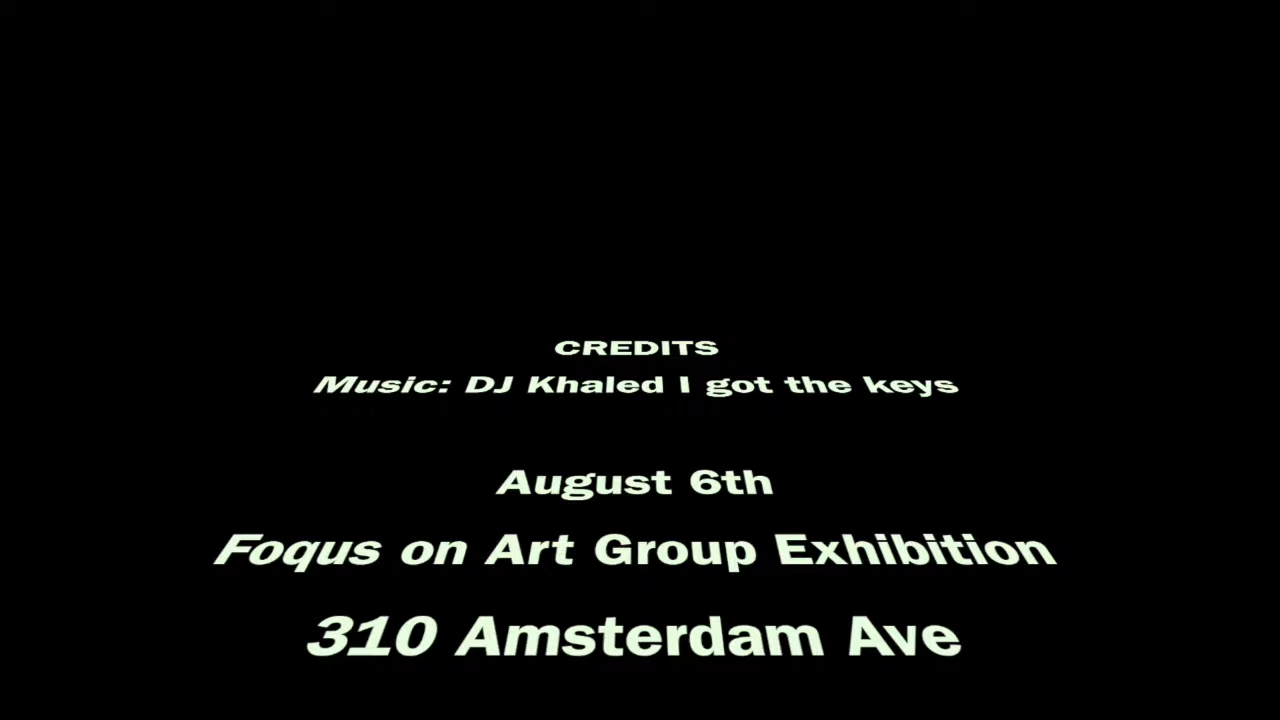 CREDITS
Music: DJ Khaled I got the keys
August 6th
Foqus on Art Group Exhibition
310 Amsterdam Ave